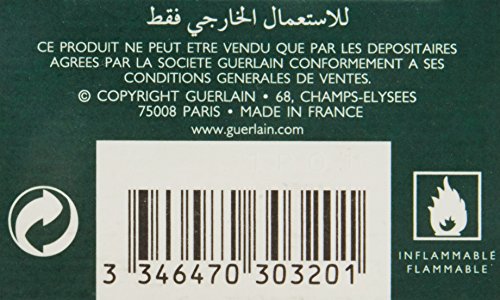 للاستعمال الخارجي فقط
CE PRODUIT NE PEUT ETRE VENDU QUE PAR LES DEPOSITAIRES
AGREES PAR LA SOCIETE GUERLAIN CONFORMEMENT A SES
CONDITIONS GENERALES DE VENTES.
© COPYRIGHT GUERLAIN • 68, CHAMPS-ELYSEES
75008 PARIS • MADE IN FRANCE
www.guerlain.com
3 346470 303201
INFLAMMABLE
FLAMMABLE